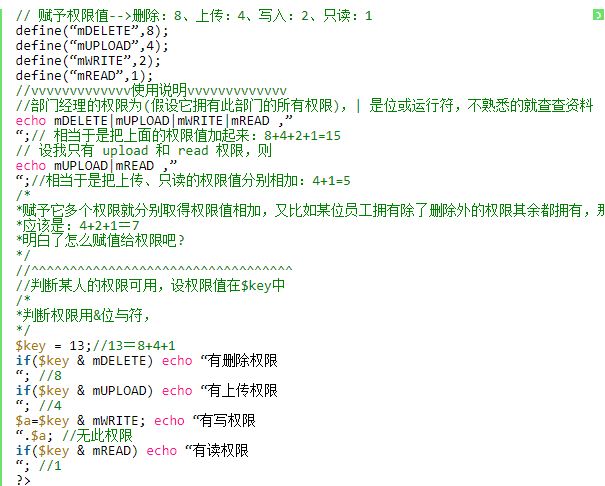 // 赋予权限值-->删除：8、上传：4、写入：2、只读：1
define(“mDELETE”,8);
define(“mUPLOAD”,4);
define(“mWRITE”,2);
define(“mREAD”,1);
//vvvvvvvvvvvvv使用说明vvvvvvvvvvvvv
//部门经理的权限为(假设它拥有此部门的所有权限)，| 是位或运行符，不熟悉的就查查资料
echo mDELETE|mUPLOAD|mWRITE|mREAD ,”
“;// 相当于是把上面的权限值加起来：8+4+2+1=15
// 设我只有 upload 和 read 权限，则
echo mUPLOAD|mREAD ,”
“;//相当于是把上传、只读的权限值分别相加：4+1=5
/*
*赋予它多个权限就分别取得权限值相加，又比如某位员工拥有除了删除外的权限其余都拥有，那
*应该是：4+2+1＝7
*明白了怎么赋值给权限吧?
*/
//^^^^^^^^^^^^^^^^^^^^^^^^^^^^^^^^^^
//判断某人的权限可用，设权限值在$key中
/*
*判断权限用&位与符，
*/
$key = 13;//13＝8+4+1
if($key & mDELETE) echo “有删除权限
“; //8
if($key & mUPLOAD) echo “有上传权限
“; //4
$a=$key & mWRITE; echo “有写权限
“.$a; //无此权限
if($key & mREAD) echo “有读权限
“; //1
?>